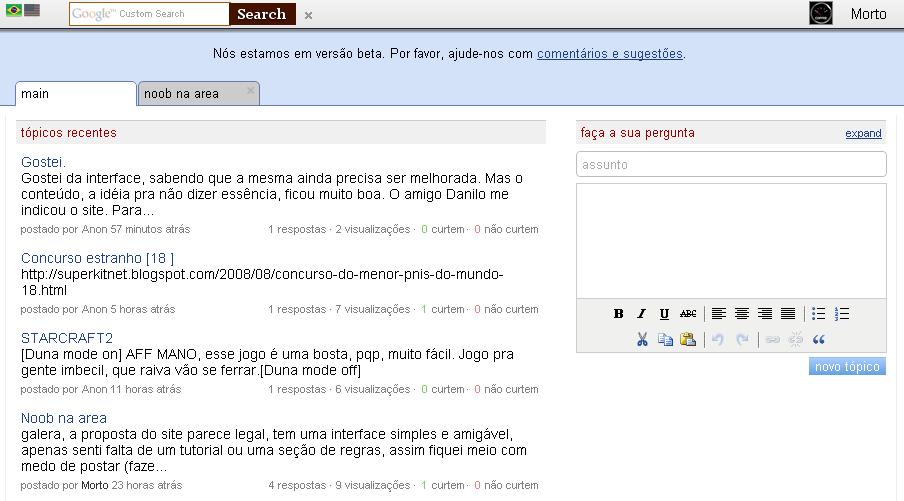 Google™ Custom Search Search × Morto
Nós estamos em versão beta. Por favor, ajude-nos com comentários e sugestões.
main noob na area ×
tópicos recentes
Gostei.
Gostei da interface, sabendo que a mesma ainda precisa ser melhorada. Mas o
conteúdo, a idéia pra não dizer essência, ficou muito boa. O amigo Danilo me
indicou o site. Para...
postado por Anon 57 minutos atrás 1 respostas · 2 visualizações · 0 curtem · 0 não curtem
Concurso estranho [18 ]
http://superkitnet.blogspot.com/2008/08/concurso-do-menor-pnis-do-mundo-
18.html
postado por Anon 5 horas atrás 1 respostas · 7 visualizações · 1 curtem · 0 não curtem
STARCRAFT2
[Duna mode on] AFF MANO, esse jogo é uma bosta, pqp, muito fácil. Jogo pra
gente imbecil, que raiva vão se ferrar.[Duna mode off]
postado por Anon 11 horas atrás 1 respostas · 6 visualizações · 0 curtem · 0 não curtem
Noob na area
galera, a proposta do site parece legal, tem uma interface simples e amigável,
apenas senti falta de um tutorial ou uma seção de regras, assim fiquei meio com
medo de postar (faze...
postado por Morto 23 horas atrás 4 respostas · 9 visualizações · 1 curtem · 0 não curtem
faça a sua pergunta expand
assunto
B I U ABC
novo tópico